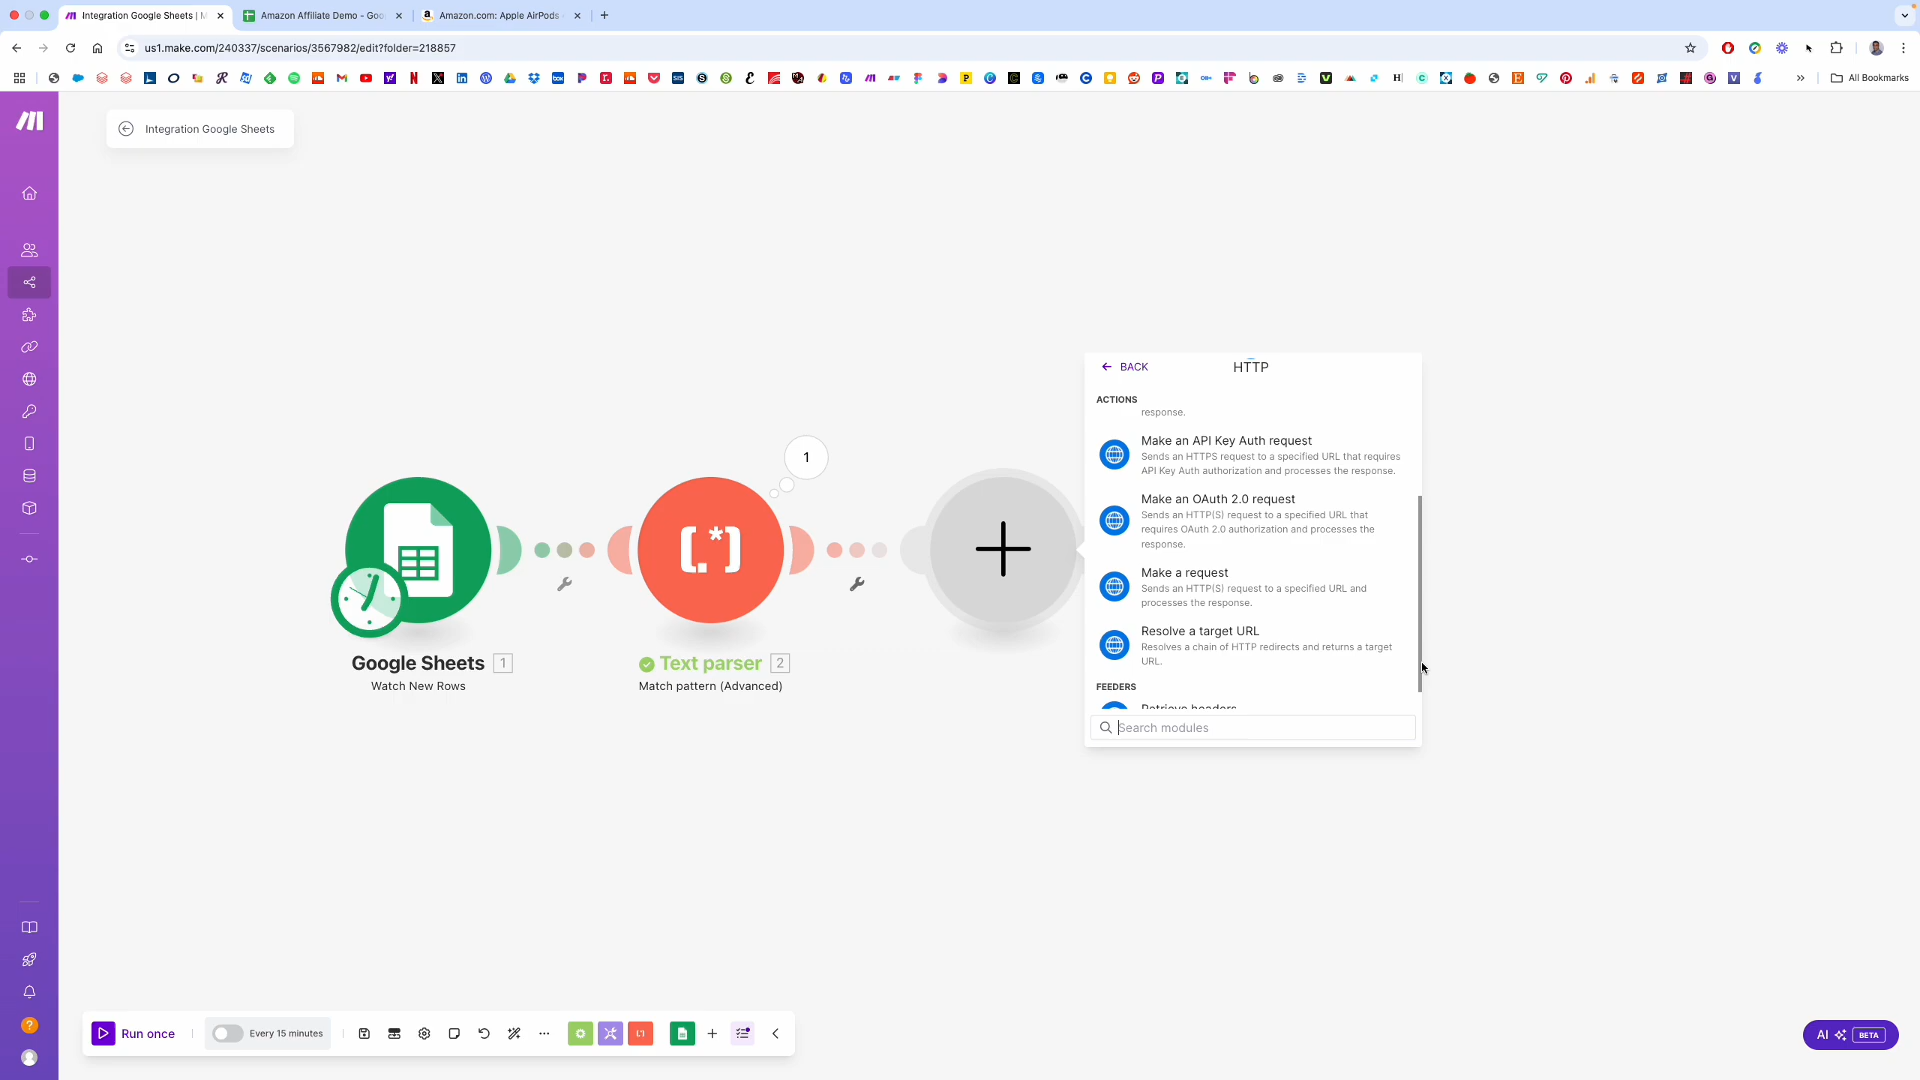 Integration Google Sheets | M
Amazon Affiliate Demo - Goo
Amazon.com: Apple AirPods
us1.make.com/240337/scenarios/3567982/edit?folder=218857
All Bookmarks
Integration Google Sheets
BACK
HTTP
ACTIONS
response.
Make an API Key Auth request
Sends an HTTPS request to a specified URL that requires
API Key Auth authorization and processes the response.
Make an OAuth 2.0 request
Sends an HTTP(S) request to a specified URL that
requires OAuth 2.0 authorization and processes the
response.
Make a request
Sends an HTTP(S) request to a specified URL and
processes the response.
Resolve a target URL
Resolves a chain of HTTP redirects and returns a target
URL.
FEEDERS
Retrieve headers
Search modules
1
Google Sheets 1
Watch New Rows
Text parser 2
Match pattern (Advanced)
Run once
Every 15 minutes
AI BETA